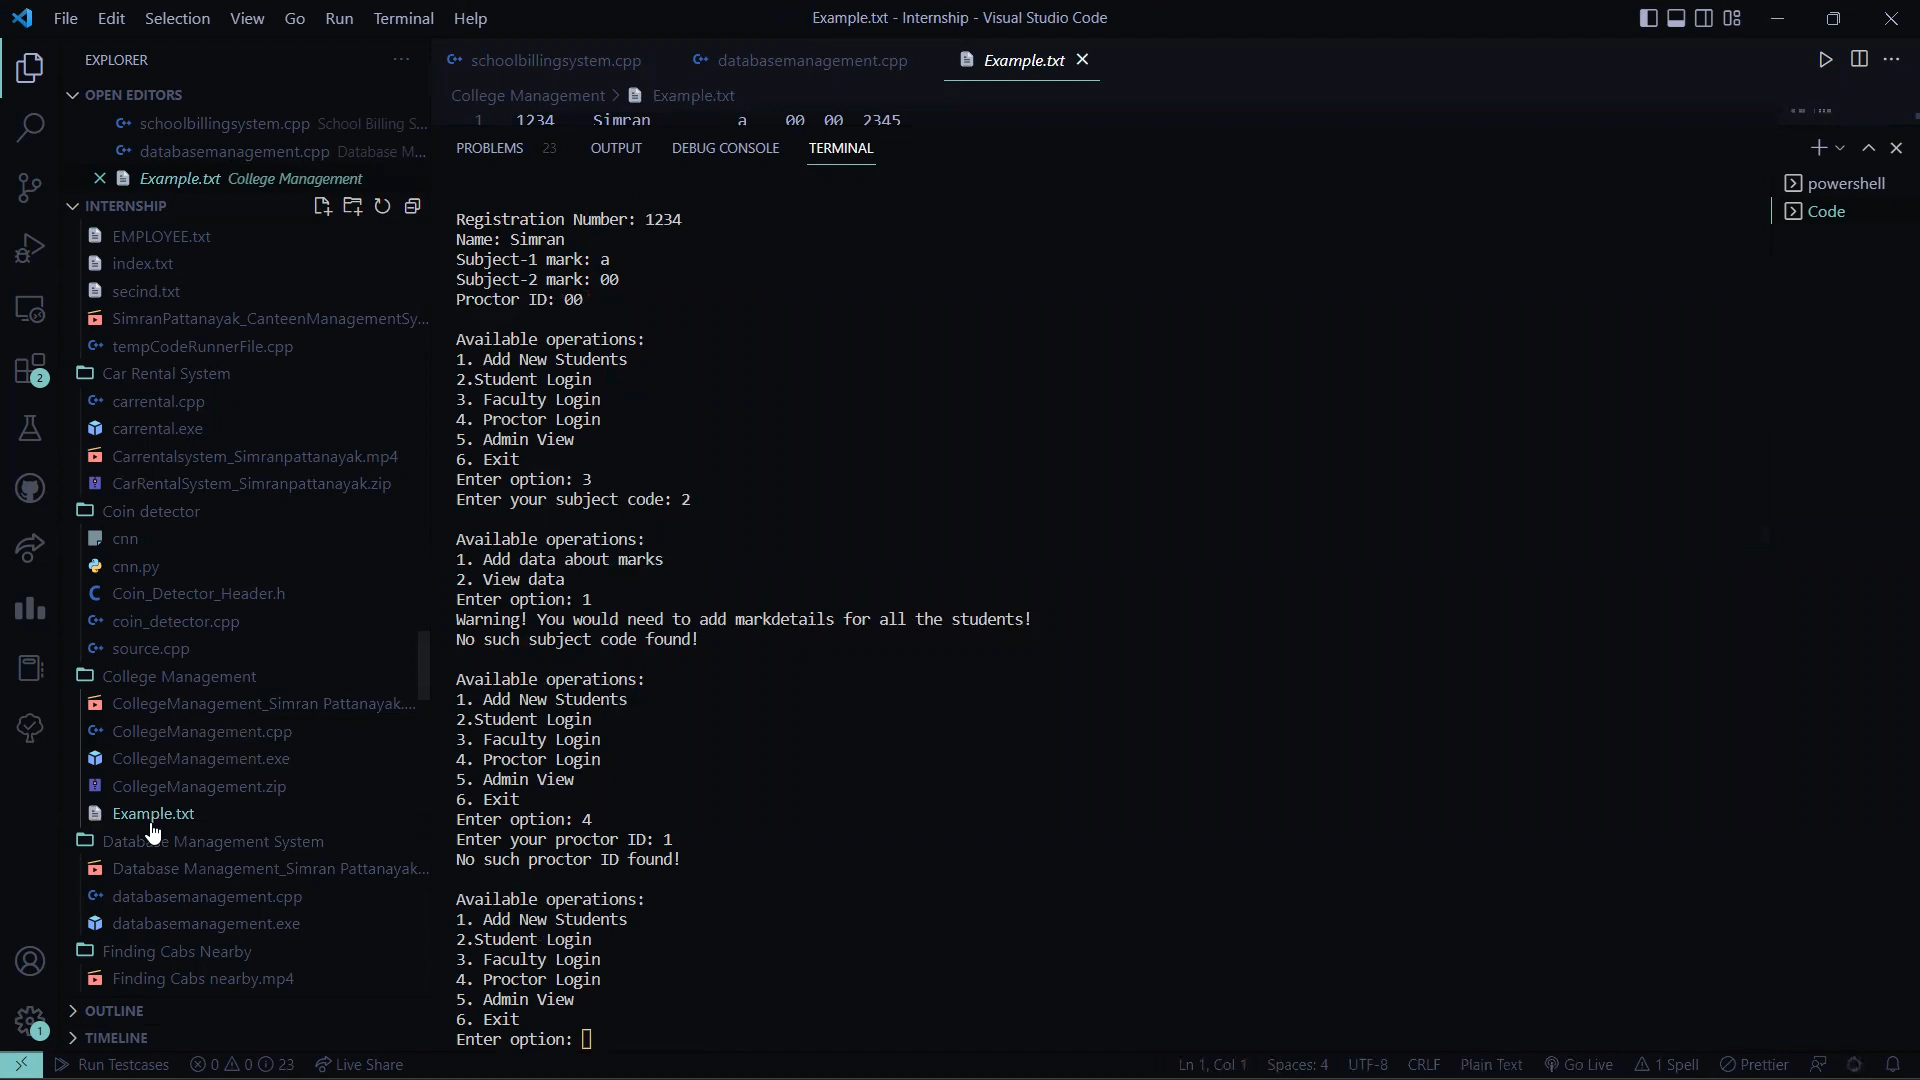 File Edit Selection View Go Run Terminal Help
Example.txt - Internship - Visual Studio Code
EXPLORER
OPEN EDITORS
schoolbillingsystem.cpp School Billing S...
databasemanagement.cpp Database M...
Example.txt College Management
INTERNSHIP
EMPLOYEE.txt
index.txt
secind.txt
SimranPattanayak_CanteenManagementSy...
tempCodeRunnerFile.cpp
Car Rental System
carrental.cpp
carrental.exe
Carrentalsystem_Simranpattanayak.mp4
CarRentalSystem_Simranpattanayak.zip
Coin detector
cnn
cnn.py
Coin_Detector_Header.h
coin_detector.cpp
source.cpp
College Management
CollegeManagement_Simran Pattanayak....
CollegeManagement.cpp
CollegeManagement.exe
CollegeManagement.zip
Example.txt
Database Management System
Database Management_Simran Pattanayak...
databasemanagement.cpp
databasemanagement.exe
Finding Cabs Nearby
Finding Cabs nearby.mp4
OUTLINE
TIMELINE
2
1
schoolbillingsystem.cpp databasemanagement.cpp Example.txt
College Management > Example.txt
1 1234 Simran a 00 00 2345
PROBLEMS 23 OUTPUT DEBUG CONSOLE TERMINAL
powershell
Code
Registration Number: 1234
Name: Simran
Subject-1 mark: a
Subject-2 mark: 00
Proctor ID: 00
Available operations:
1. Add New Students
2.Student Login
3. Faculty Login
4. Proctor Login
5. Admin View
6. Exit
Enter option: 3
Enter your subject code: 2
Available operations:
1. Add data about marks
2. View data
Enter option: 1
Warning! You would need to add markdetails for all the students!
No such subject code found!
Available operations:
1. Add New Students
2.Student Login
3. Faculty Login
4. Proctor Login
5. Admin View
6. Exit
Enter option: 4
Enter your proctor ID: 1
No such proctor ID found!
Available operations:
1. Add New Students
2.Student Login
3. Faculty Login
4. Proctor Login
5. Admin View
6. Exit
Enter option:
Run Testcases 0 0 23 Live Share Ln 1, Col 1 Spaces: 4 UTF-8 CRLF Plain Text Go Live 1 Spell Prettier